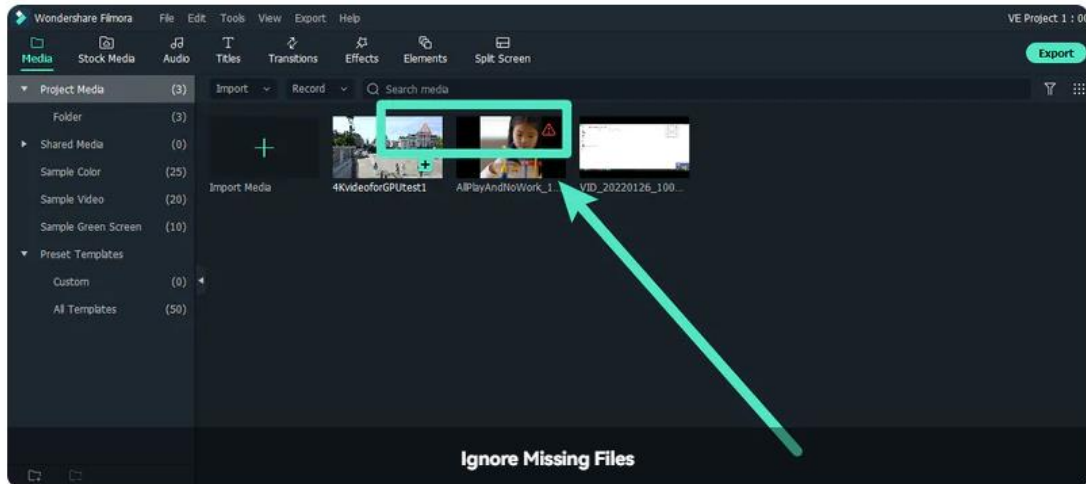 Wondershare Filmora File Edit Tools View Export Help VE Project 1 : 00
Media Stock Media Audio Titles Transitions Effects Elements Split Screen Export
Project Media (3) Import Record Search media
Folder (3)
Shared Media (0)
Sample Color (25)
Sample Video (20)
Sample Green Screen (10)
Preset Templates
Custom (0)
All Templates (50)
Import Media 4KvideoforGPUtest1 AllPlayAndNoWork_1... VID_20220126_100...
Ignore Missing Files